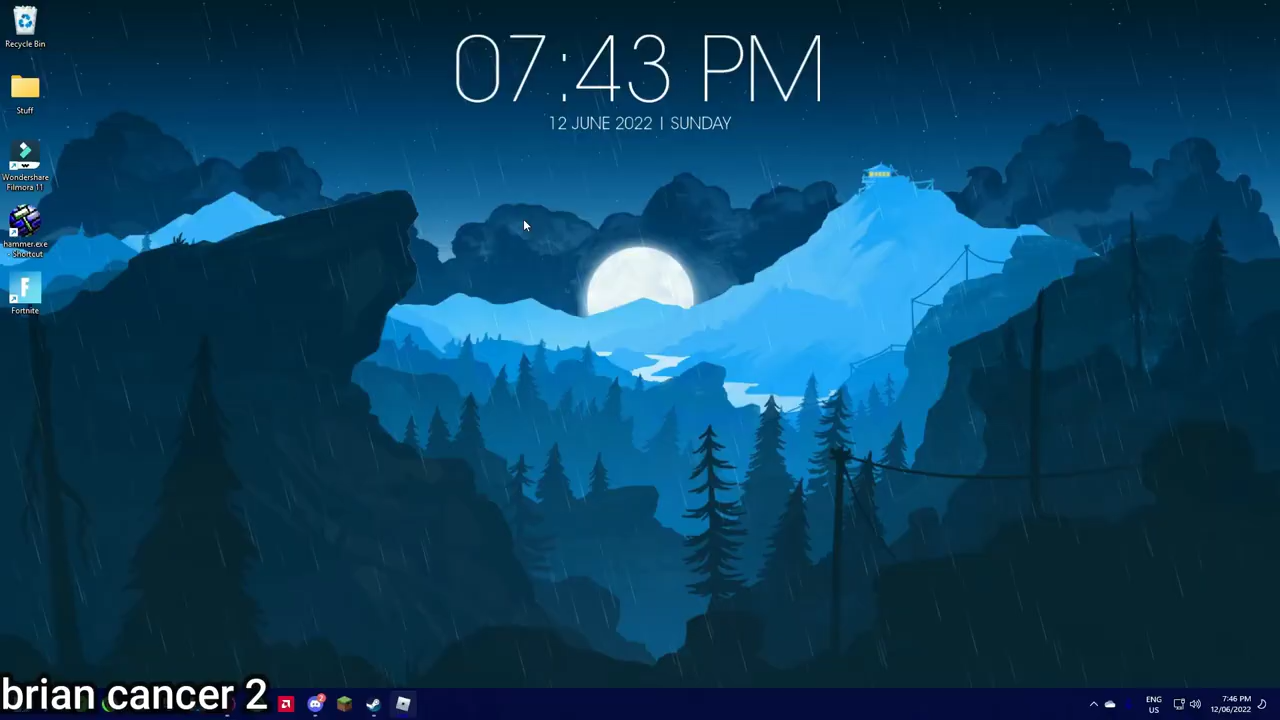 07:43 PM
12 JUNE 2022 | SUNDAY
Recycle Bin
Stuff
Wondershare
Filmora 11
hammer.exe
- Shortcut
Fortnite
brian cancer 2
ENG
US
7:46 PM
12/06/2022